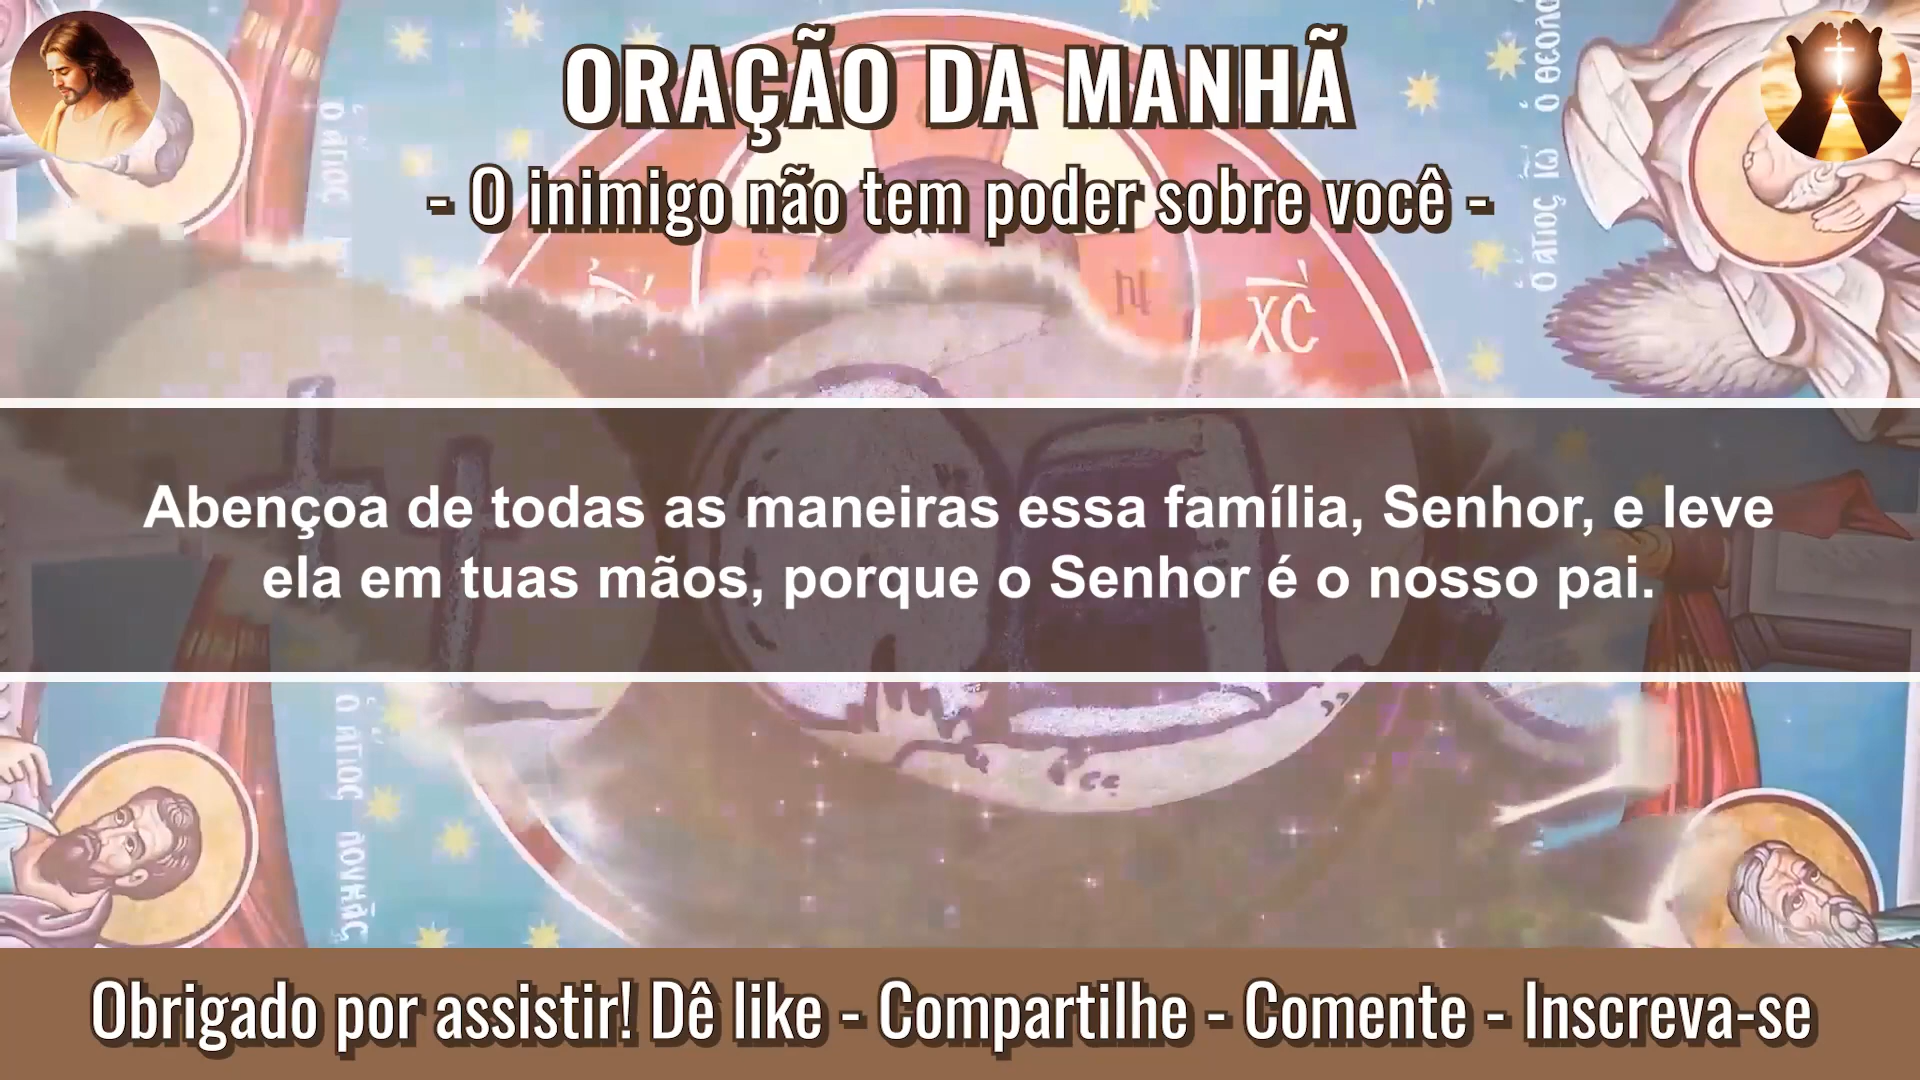 ORAÇÃO DA MANHÃ
- O inimigo não tem poder sobre você -
Abençoa de todas as maneiras essa família, Senhor, e leve
ela em tuas mãos, porque o Senhor é o nosso pai.
Obrigado por assistir! Dê like - Compartilhe - Comente - Inscreva-se
XC